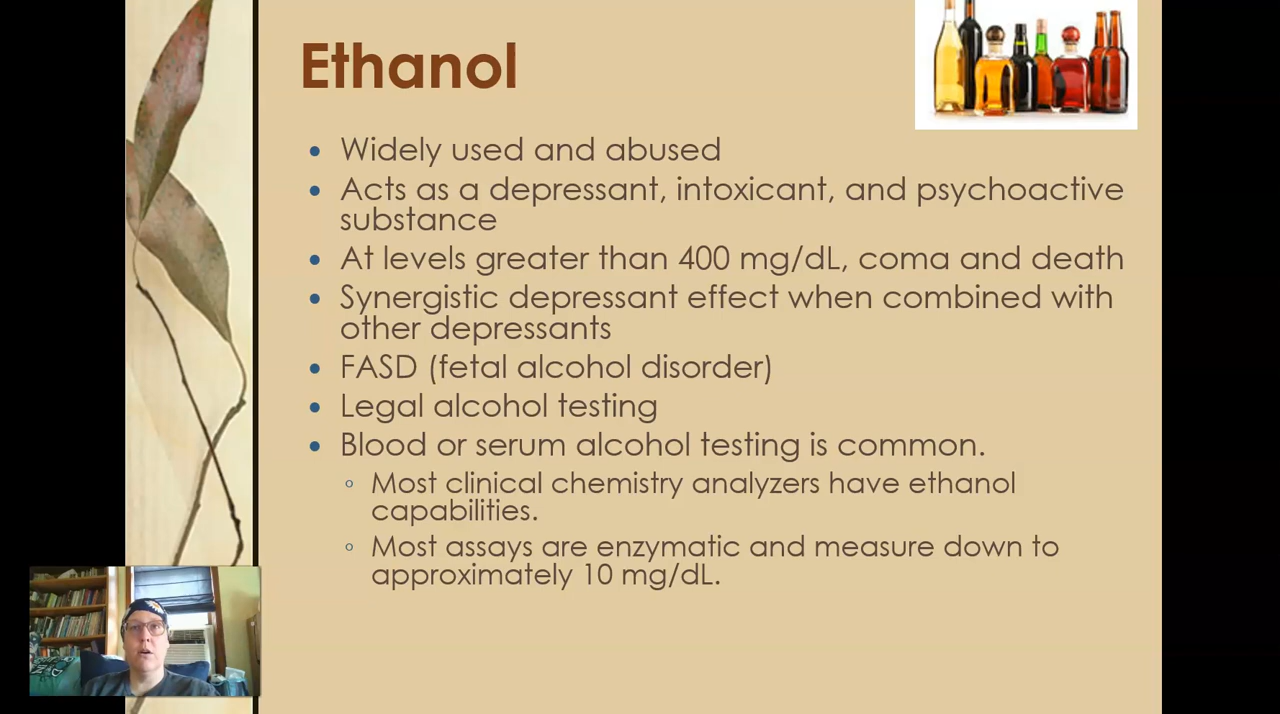 Ethanol
• Widely used and abused
• Acts as a depressant, intoxicant, and psychoactive
substance
• At levels greater than 400 mg/dL, coma and death
• Synergistic depressant effect when combined with
other depressants
• FASD (fetal alcohol disorder)
• Legal alcohol testing
• Blood or serum alcohol testing is common.
◦ Most clinical chemistry analyzers have ethanol
capabilities.
◦ Most assays are enzymatic and measure down to
approximately 10 mg/dL.